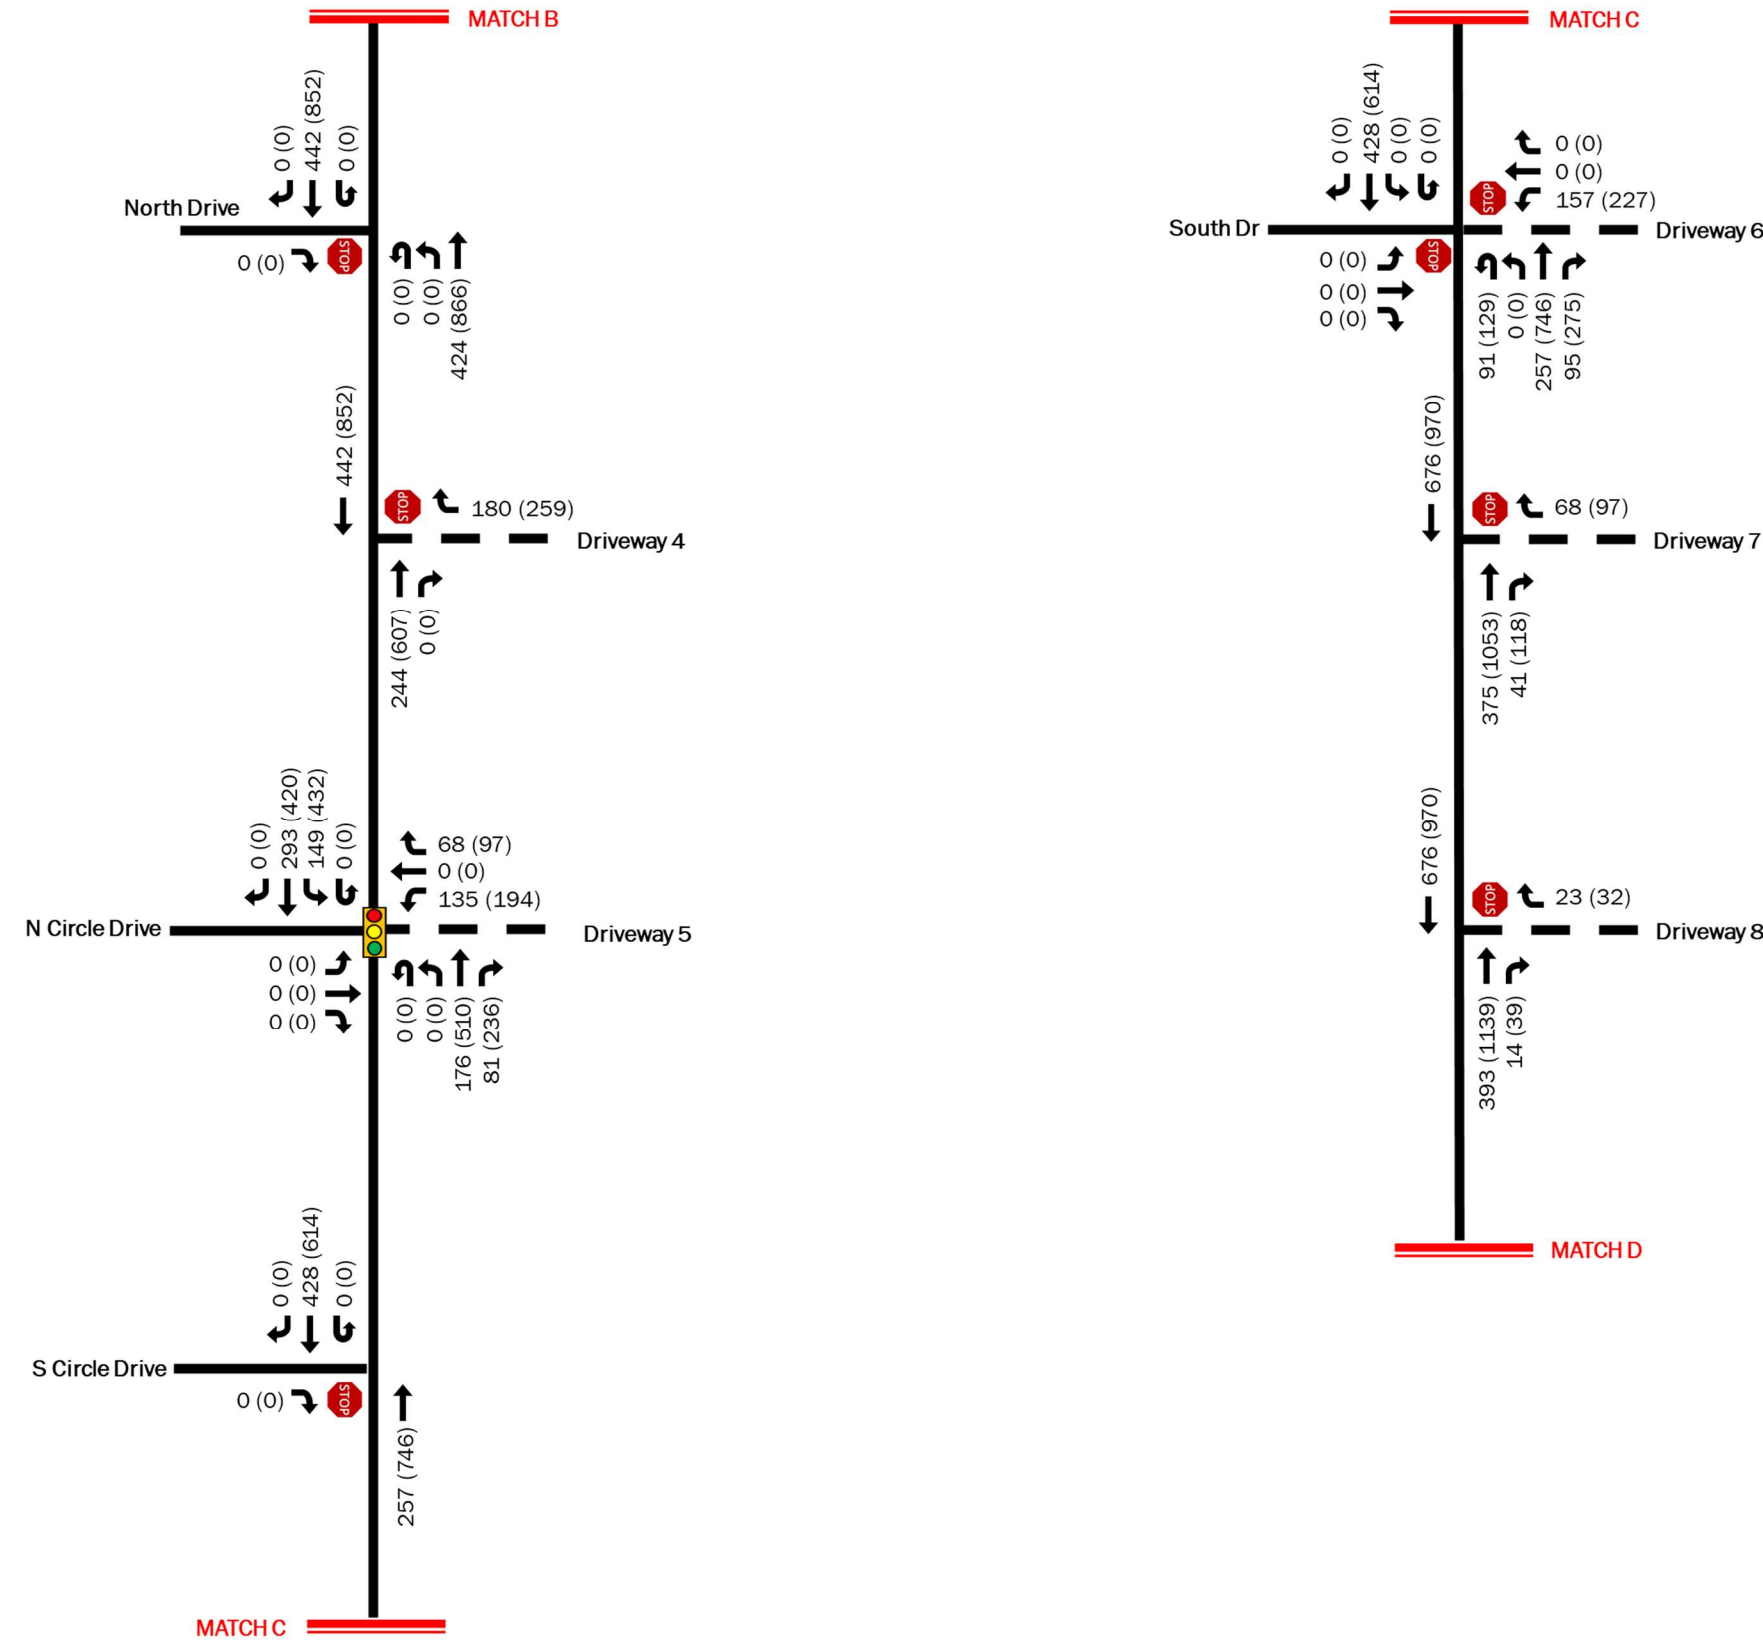 MATCH B
0 (0)
442 (852)
0 (0)
North Drive
0 (0)
STOP
0 (0)
0 (0)
424 (866)
442 (852)
STOP
180 (259)
Driveway 4
244 (607)
0 (0)
0 (0)
293 (420)
149 (432)
0 (0)
68 (97)
0 (0)
135 (194)
N Circle Drive
Driveway 5
0 (0)
0 (0)
0 (0)
0 (0)
0 (0)
176 (510)
81 (236)
0 (0)
428 (614)
0 (0)
S Circle Drive
0 (0)
STOP
257 (746)
MATCH C
MATCH C
0 (0)
428 (614)
0 (0)
0 (0)
0 (0)
0 (0)
STOP
157 (227)
South Dr
Driveway 6
0 (0)
STOP
0 (0)
0 (0)
91 (129)
0 (0)
257 (746)
95 (275)
676 (970)
STOP
68 (97)
Driveway 7
375 (1053)
41 (118)
676 (970)
STOP
23 (32)
Driveway 8
393 (1139)
14 (39)
MATCH D